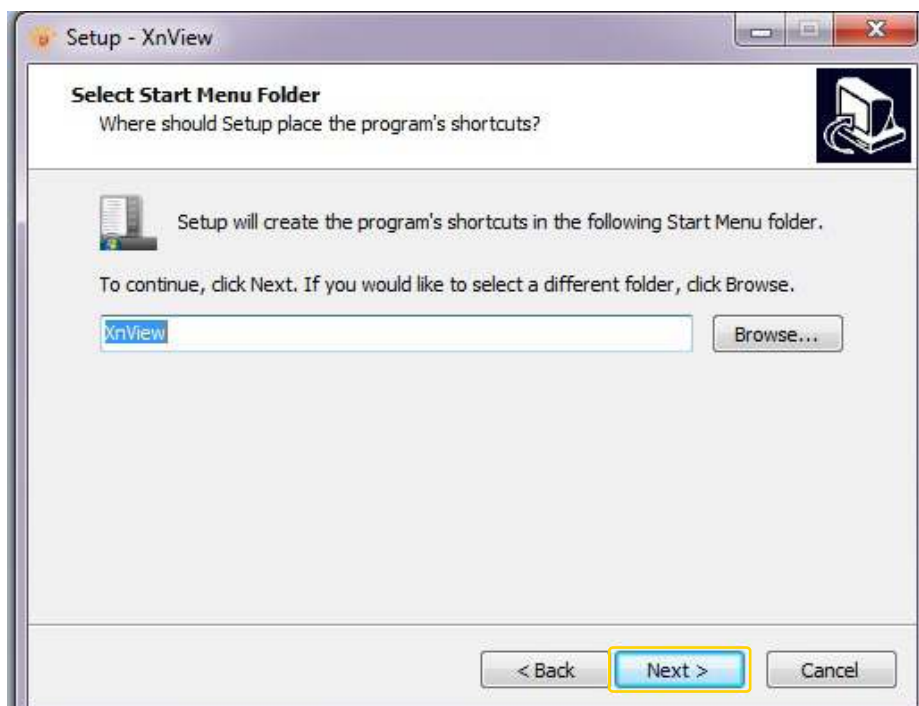 Setup - XnView
Select Start Menu Folder
Where should Setup place the program's shortcuts?
Setup will create the program's shortcuts in the following Start Menu folder.
To continue, click Next. If you would like to select a different folder, click Browse.
XnView
Browse...
< Back
Next >
Cancel